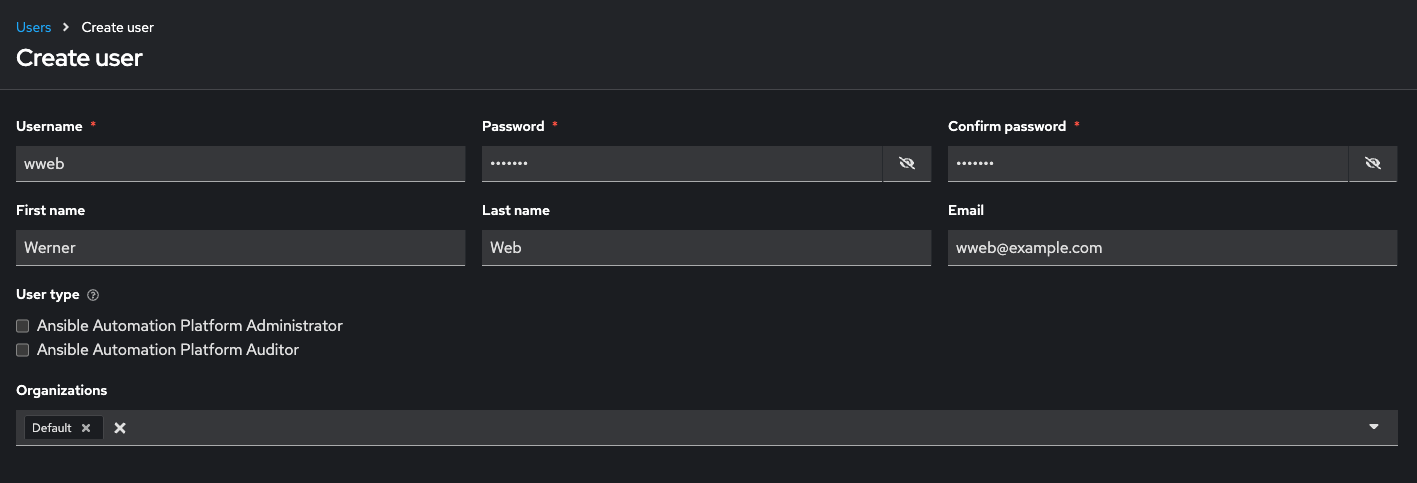 Users > Create user
Create user
Username * Password * Confirm password *
wweb ••••••• •••••••
First name Last name Email
Werner Web wweb@example.com
User type
Ansible Automation Platform Administrator
Ansible Automation Platform Auditor
Organizations
Default